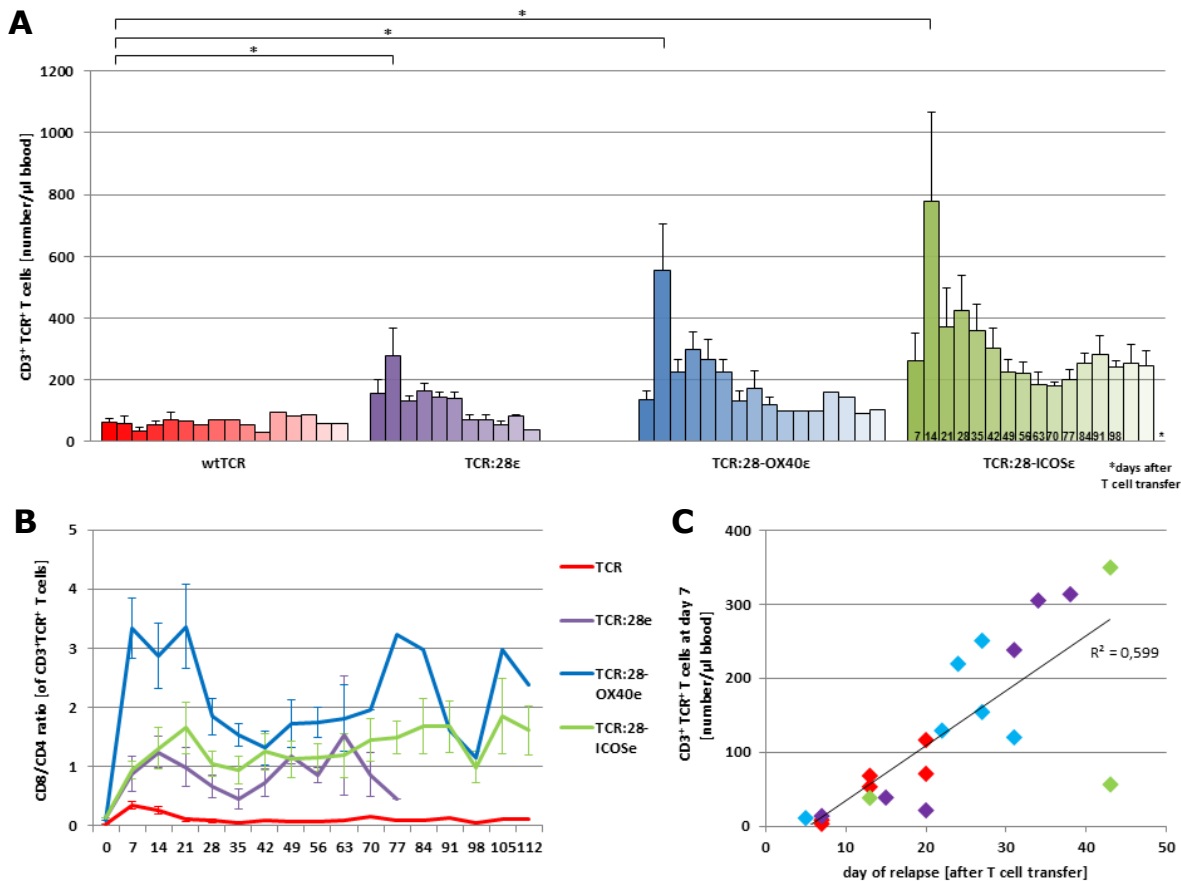 A
*
*
*
1200
1000
800
600
400
200
0
CD3⁺ TCR⁺ T cells [number/µl blood]
7 14 21 28 35 42 49 56 63 70 77 84 91 98 *
wtTCR
TCR:28ε
TCR:28-OX40ε
TCR:28-ICOSε
*days after
T cell transfer
B
5
4
3
2
1
0
CD8/CD4 ratio [of CD3⁺TCR⁺ T cells]
0 7 14 21 28 35 42 49 56 63 70 77 84 91 98 105 112
TCR
TCR:28e
TCR:28-
OX40e
TCR:28-
ICOSe
C
400
300
200
100
0
CD3⁺ TCR⁺ T cells at day 7
[number/µl blood]
R² = 0,599
0 10 20 30 40 50
day of relapse [after T cell transfer]